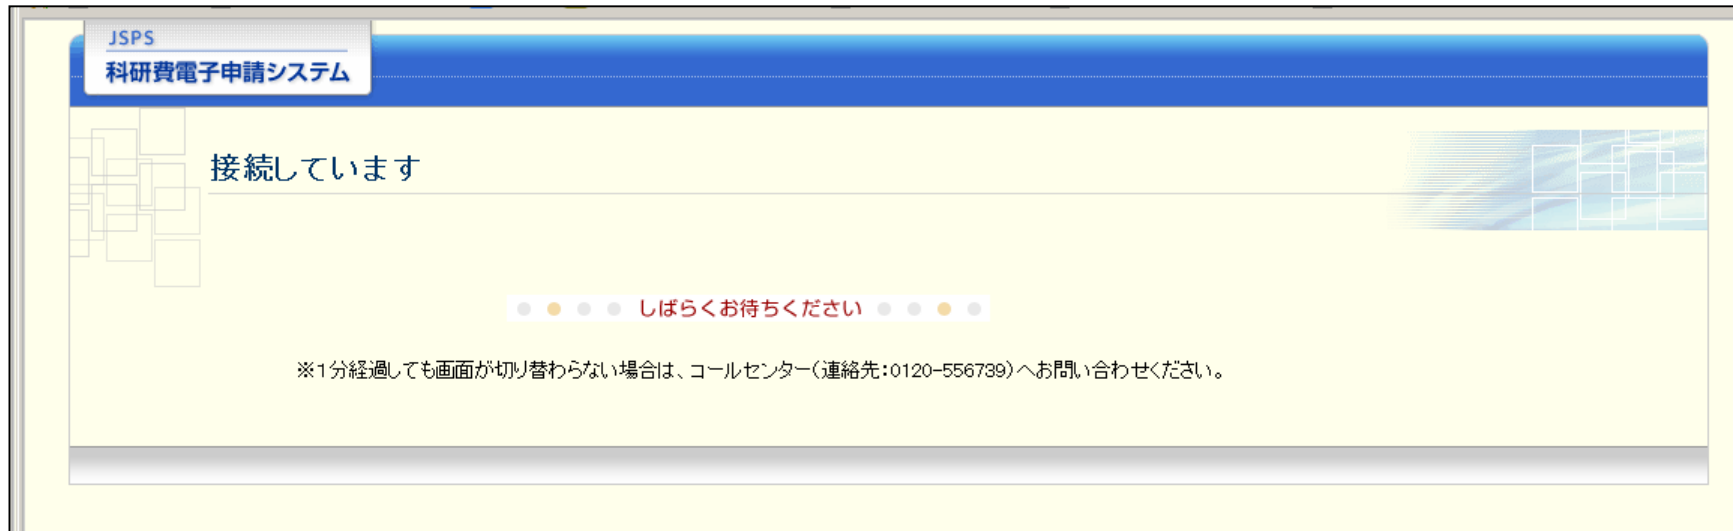 JSPS
科研費電子申請システム
接続しています
しばらくお待ちください
※1分経過しても画面が切り替わらない場合は、コールセンター(連絡先:0120-556739)へお問い合わせください。